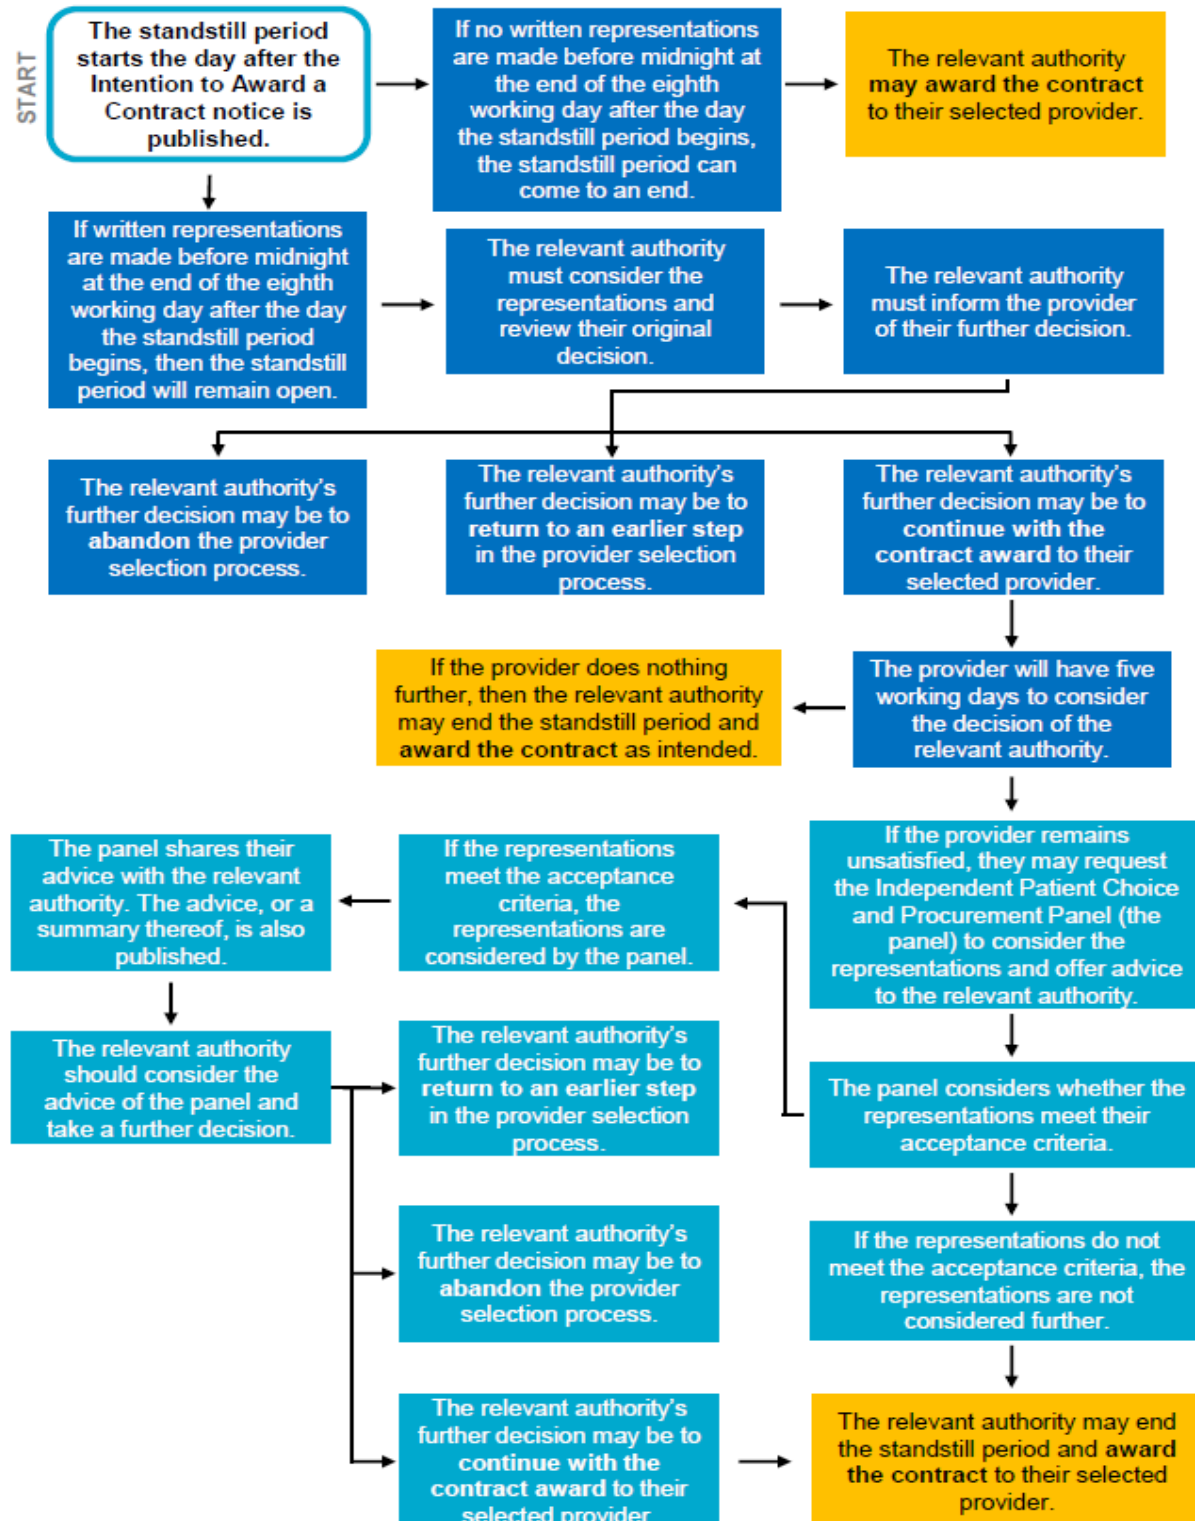 START
The standstill period
starts the day after the
Intention to Award a
Contract notice is
published.
If no written representations
are made before midnight at
the end of the eighth
working day after the day
the standstill period begins,
the standstill period can
come to an end.
The relevant authority
may award the contract
to their selected provider.
If written representations
are made before midnight
at the end of the eighth
working day after the day
the standstill period
begins, then the standstill
period will remain open.
The relevant authority
must consider the
representations and
review their original
decision.
The relevant authority
must inform the provider
of their further decision.
The relevant authority's
further decision may be to
abandon the provider
selection process.
The relevant authority's
further decision may be to
return to an earlier step
in the provider selection
process.
The relevant authority's
further decision may be to
continue with the
contract award to their
selected provider.
If the provider does nothing
further, then the relevant authority
may end the standstill period and
award the contract as intended.
The provider will have five
working days to consider
the decision of the
relevant authority.
The panel shares their
advice with the relevant
authority. The advice, or a
summary thereof, is also
published.
If the representations
meet the acceptance
criteria, the
representations are
considered by the panel.
If the provider remains
unsatisfied, they may request
the Independent Patient Choice
and Procurement Panel (the
panel) to consider the
representations and offer advice
to the relevant authority.
The relevant authority
should consider the
advice of the panel and
take a further decision.
The relevant authority's
further decision may be to
return to an earlier step
in the provider selection
process.
The panel considers whether the
representations meet their
acceptance criteria.
The relevant authority's
further decision may be to
abandon the provider
selection process.
If the representations do not
meet the acceptance criteria, the
representations are not
considered further.
The relevant authority's
further decision may be to
continue with the
contract award to their
selected provider
The relevant authority may end
the standstill period and award
the contract to their selected
provider.